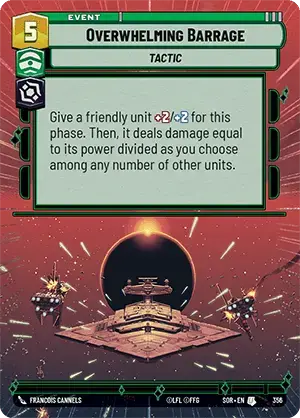 EVENT
5
OVERWHELMING BARRAGE
TACTIC
Give a friendly unit +2/+2 for this
phase. Then, it deals damage equal
to its power divided as you choose
among any number of other units.
FRANCOIS CANNELS
©LFL ©FFG
SOR • EN
356